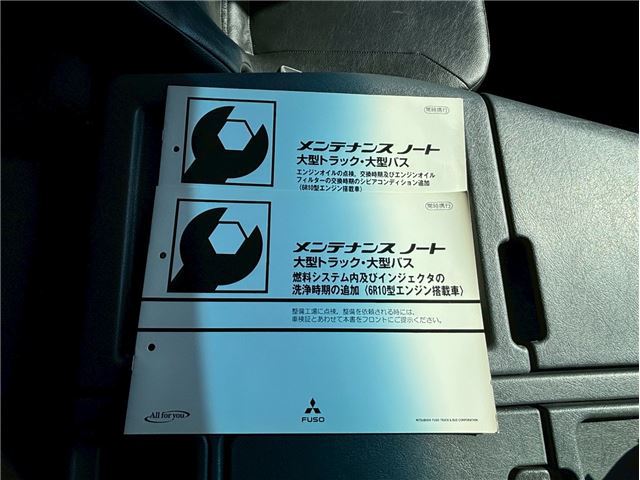 常時携行
メンテナンス ノート
大型トラック・大型バス
エンジンオイルの点検、交換時期及びエンジンオイル
フィルターの交換時期のシビアコンディション追加
〈6R10型エンジン搭載車〉
常時携行
メンテナンス ノート
大型トラック・大型バス
燃料システム内及びインジェクタの
洗浄時期の追加〈6R10型エンジン搭載車〉
整備工場に点検、整備を依頼される時には、
車検証とあわせて本書をフロントにご提示ください。
All for you
FUSO
MITSUBISHI FUSO TRUCK & BUS CORPORATION